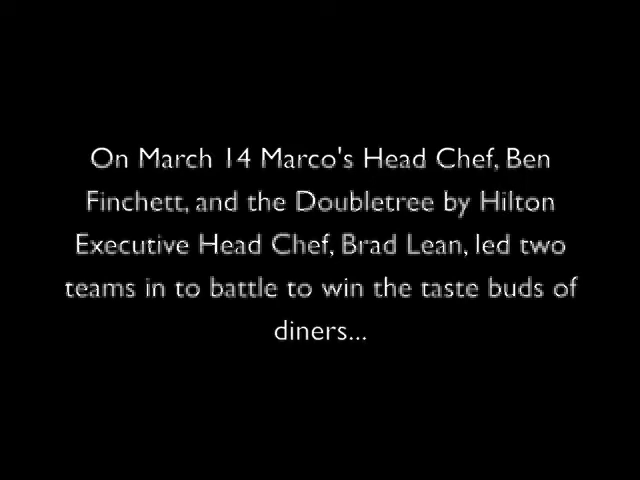 On March 14 Marco's Head Chef, Ben
Finchett, and the Doubletree by Hilton
Executive Head Chef, Brad Lean, led two
teams in to battle to win the taste buds of
diners...